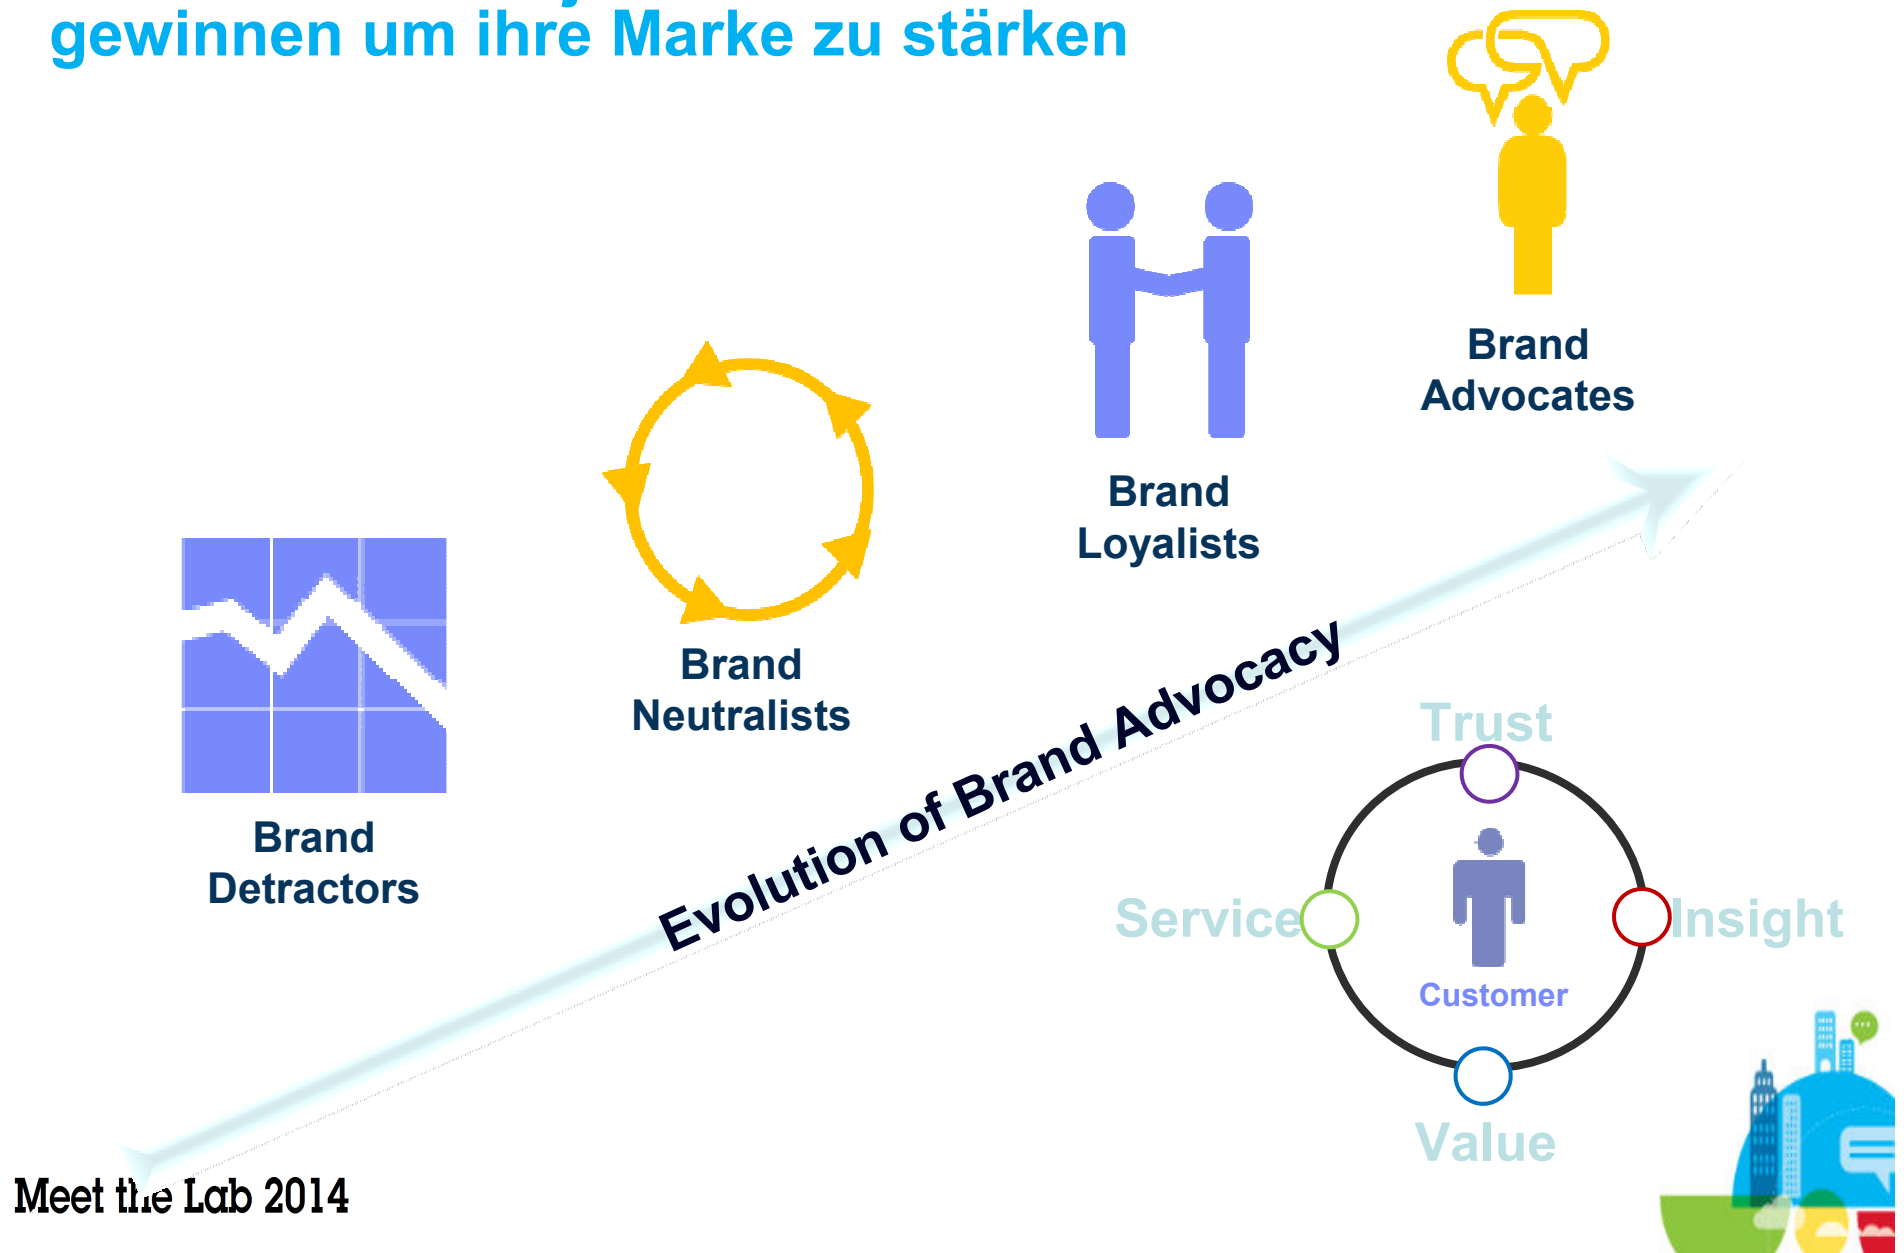 gewinnen um ihre Marke zu stärken
Brand
Advocates
Brand
Loyalists
Brand
Neutralists
Brand
Detractors
Evolution of Brand Advocacy
Trust
Service
Insight
Customer
Value
Meet the Lab 2014